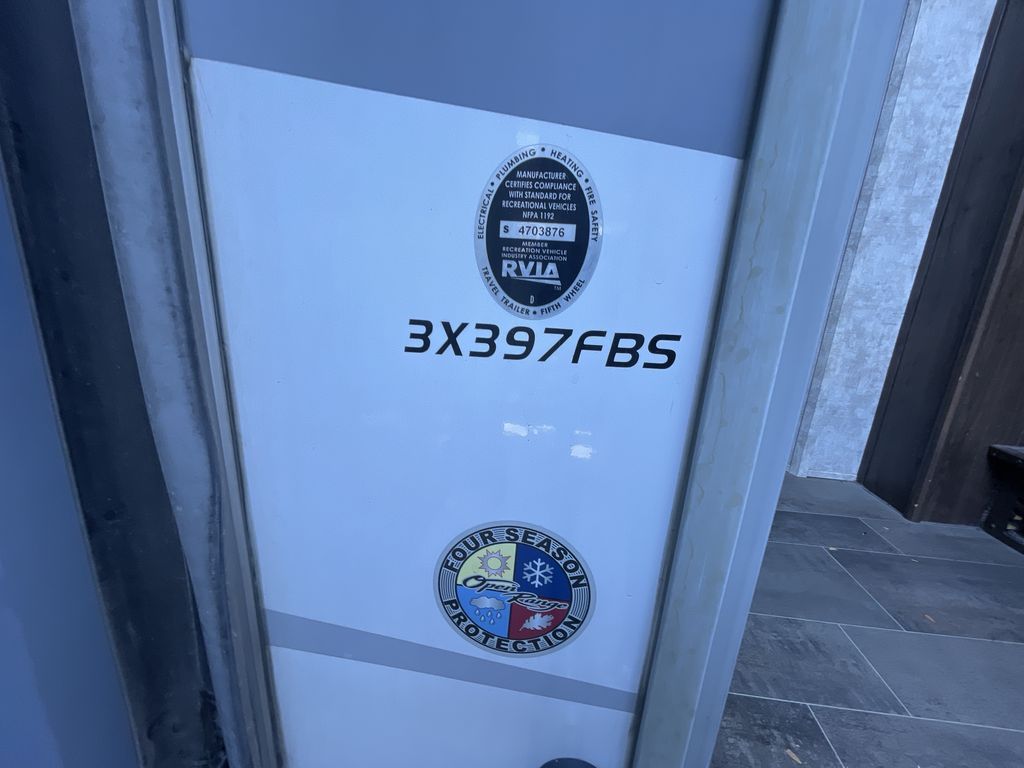 ELECTRICAL • PLUMBING • HEATING • FIRE SAFETY
MANUFACTURER
CERTIFIES COMPLIANCE
WITH STANDARD FOR
RECREATIONAL VEHICLES
NFPA 1192
S 4703876
MEMBER
RECREATION VEHICLE
INDUSTRY ASSOCIATION
RVIA
TM
D
TRAVEL TRAILER • FIFTH WHEEL
3X397FBS
FOUR SEASON
Open Range
PROTECTION